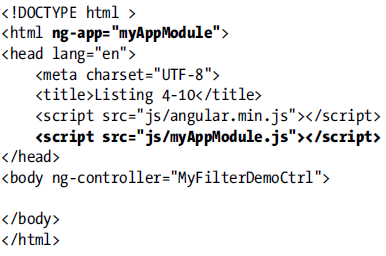 <!DOCTYPE html >
<html ng-app="myAppModule">
<head lang="en">
    <meta charset="UTF-8">
    <title>Listing 4-10</title>
    <script src="js/angular.min.js"></script>
    <script src="js/myAppModule.js"></script>
</head>
<body ng-controller="MyFilterDemoCtrl">

</body>
</html>